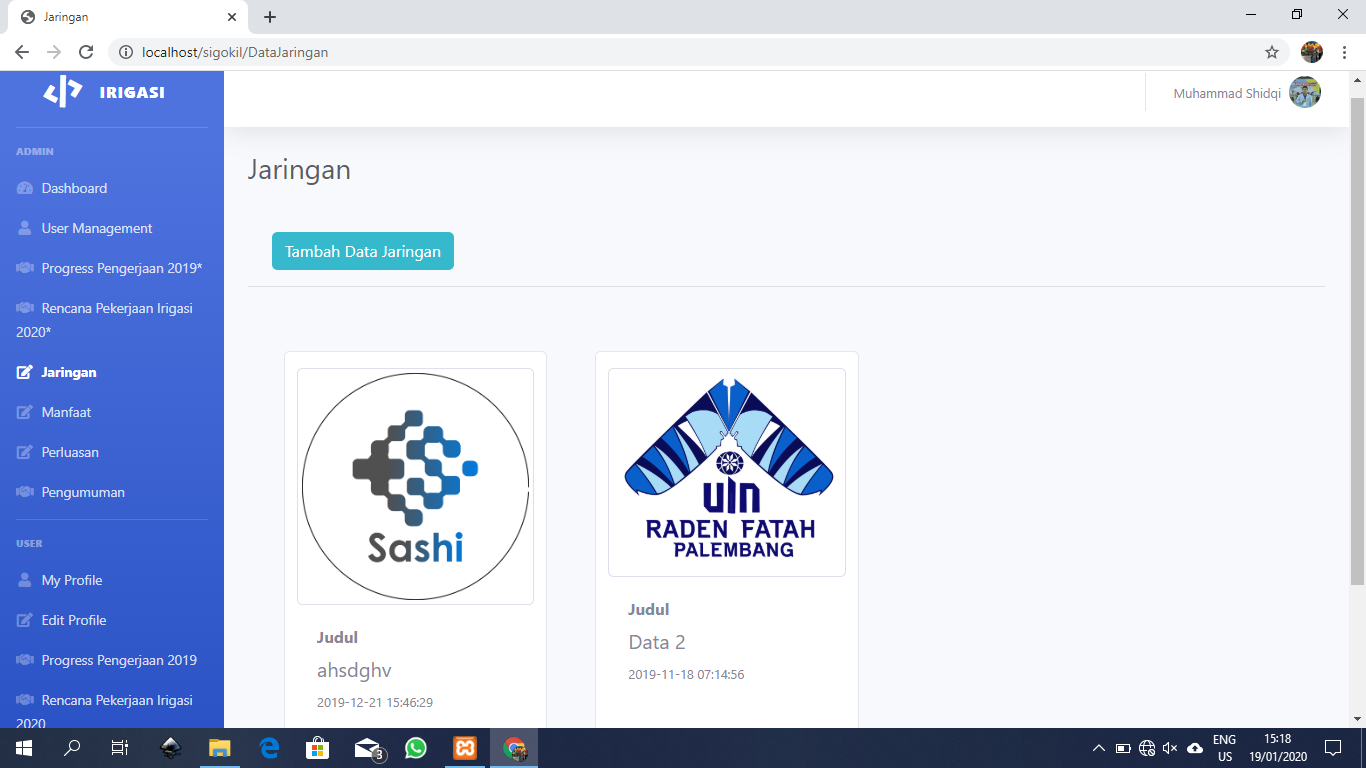 Jaringan
localhost/sigokil/DataJaringan
IRIGASI
Muhammad Shidqi
ADMIN
Dashboard
User Management
Progress Pengerjaan 2019*
Rencana Pekerjaan Irigasi
2020*
Jaringan
Manfaat
Perluasan
Pengumuman
USER
My Profile
Edit Profile
Progress Pengerjaan 2019
Rencana Pekerjaan Irigasi
2020
Jaringan
Tambah Data Jaringan
Sashi
Judul
ahsdghv
2019-12-21 15:46:29
UIN
RADEN FATAH
PALEMBANG
Judul
Data 2
2019-11-18 07:14:56
3
ENG
US
15:18
19/01/2020